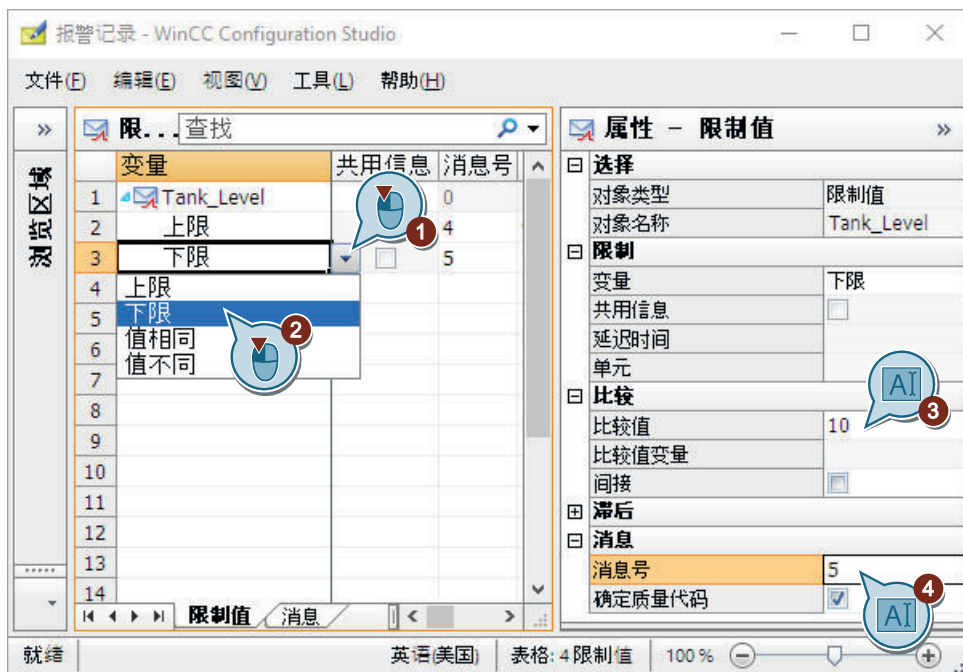 报警记录 - WinCC Configuration Studio
文件(F) 编辑(E) 视图(V) 工具(L) 帮助(H)
浏览区域
限... 查找
变量 共用信息 消息号
1 Tank_Level 0
2 上限 4
3 下限 5
4
5
6
7
8
9
10
11
12
13
14
上限
下限
值相同
值不同
1
2
限制值 消息
属性 - 限制值
选择
对象类型 限制值
对象名称 Tank_Level
限制
变量 下限
共用信息
延迟时间
单元
比较
比较值 10
比较值变量
间接
滞后
消息
消息号 5
确定质量代码
AI 3
AI 4
就绪 英语(美国) 表格: 4 限制值 100 %